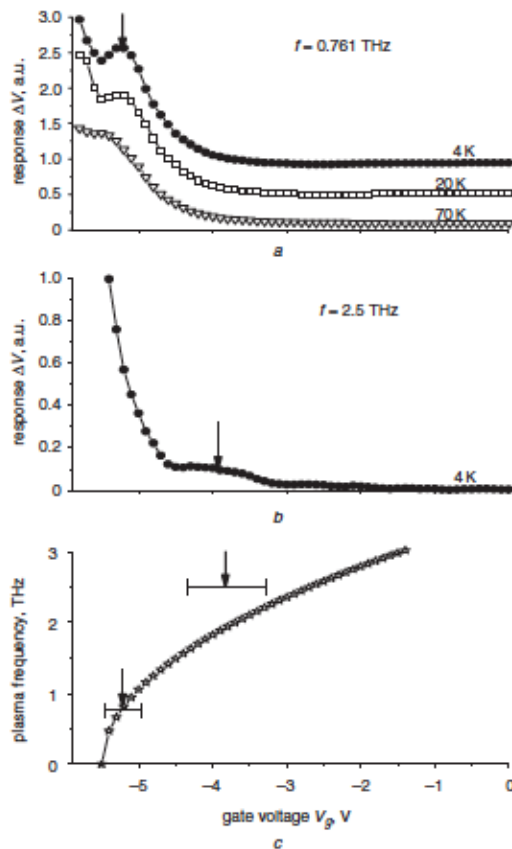 3.0
f = 0.761 THz
2.5
2.0
1.5
4 K
1.0
20 K
0.5
70 K
0
response ΔV, a.u.
a
1.0
f = 2.5 THz
0.8
0.6
0.4
0.2
4 K
0
response ΔV, a.u.
b
3
2
1
0
plasma frequency, THz
–5 –4 –3 –2 –1 0
gate voltage Vg, V
c